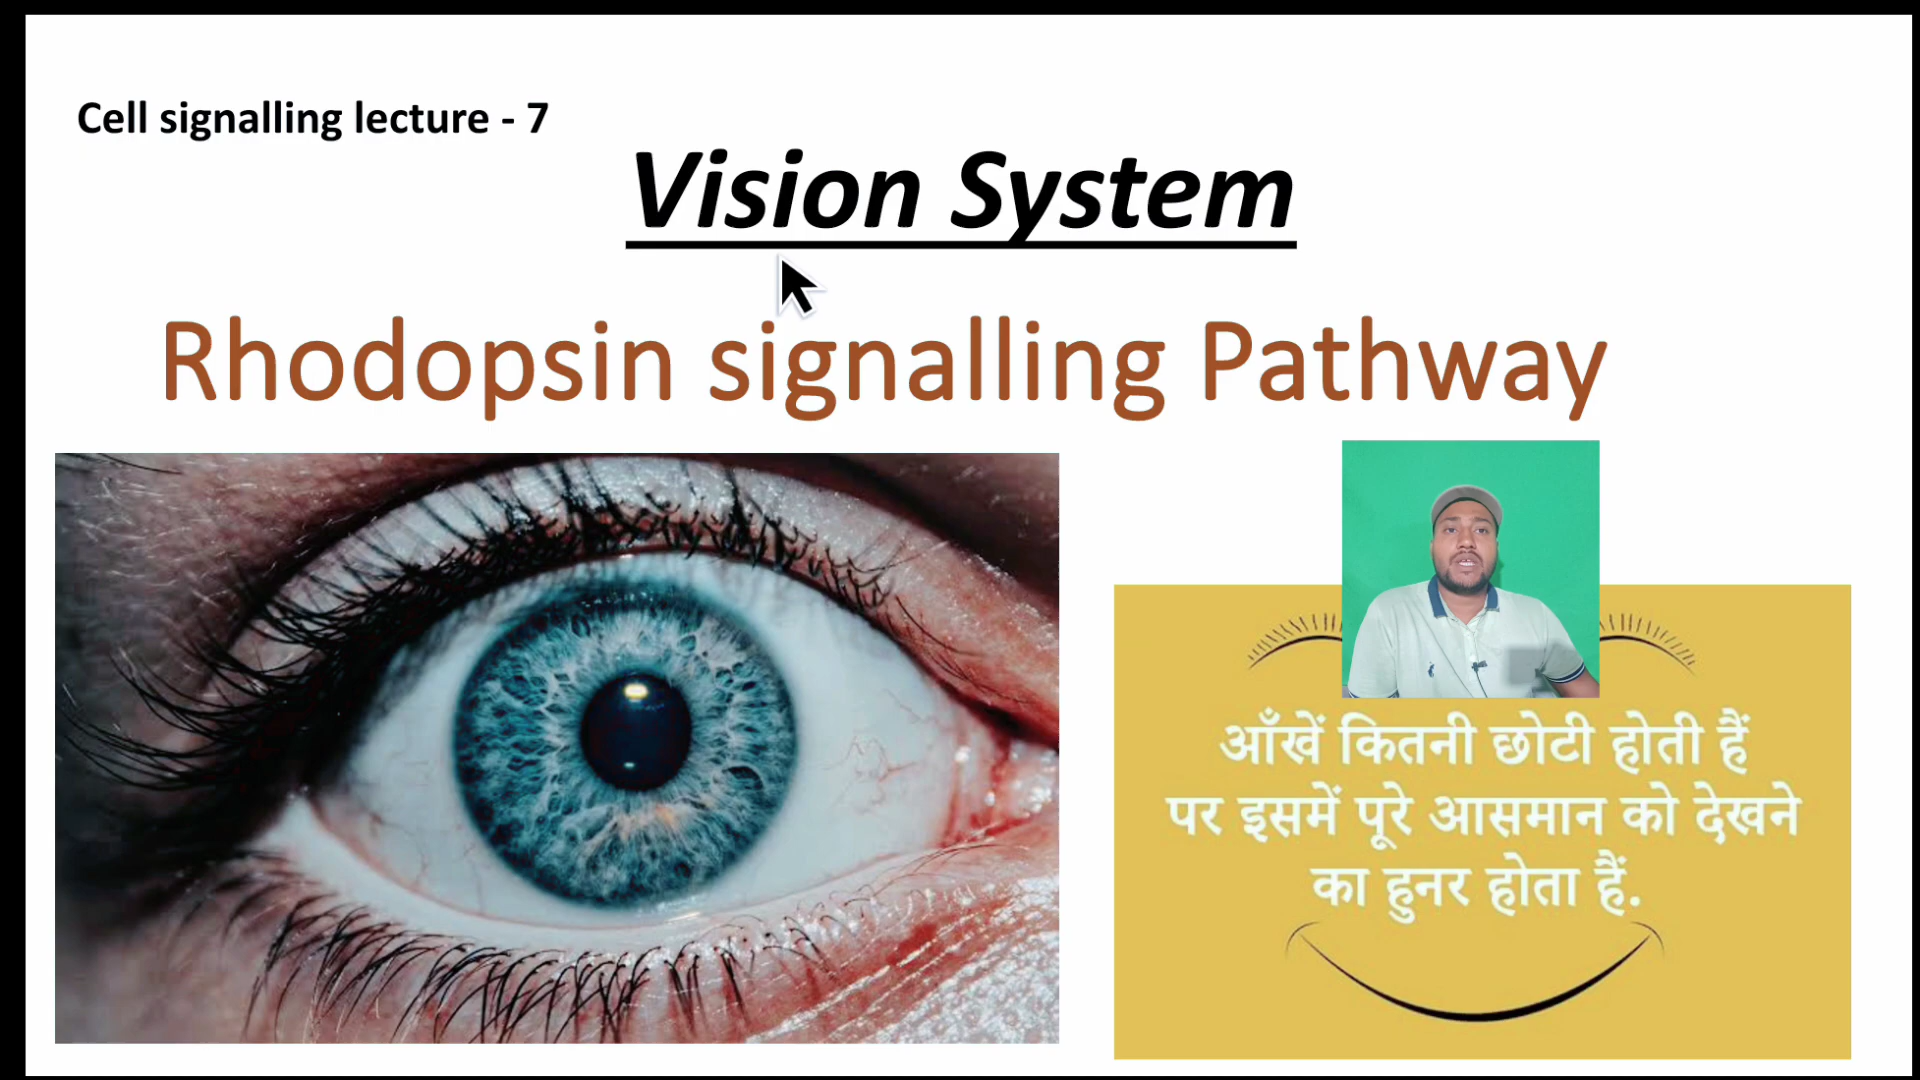 Cell signalling lecture - 7
Vision System
Rhodopsin signalling Pathway
आँखें कितनी छोटी होती हैं
पर इसमें पूरे आसमान को देखने
का हुनर होता हैं.